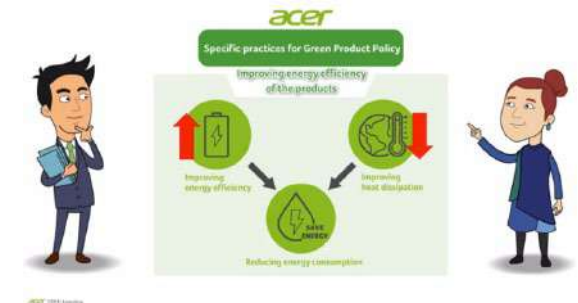 acer
Specific practices for Green Product Policy
Improving energy efficiency
of the products
Improving
energy efficiency
Improving
heat dissipation
SAVE
ENERGY
Reducing energy consumption
acer